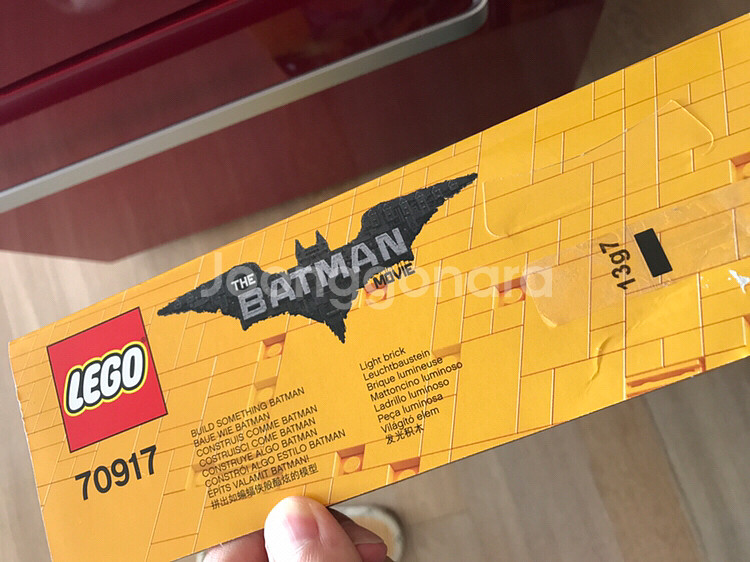 THE
BATMAN
MOVIE
LEGO
70917
BUILD SOMETHING BATMAN
BAUE WIE BATMAN
CONSTRUIS COMME BATMAN
COSTRUISCI COME BATMAN
CONSTRUYE ALGO BATMAN
CONSTRÓI ALGO ESTILO BATMAN
ÉPÍTS VALAMIT BATMAN!
拼出如蝙蝠侠般酷炫的模型
Light brick
Leuchtbaustein
Brique lumineuse
Mattoncino luminoso
Ladrillo luminoso
Peça luminosa
Világító elem
发光积木
1397
Joonggonara